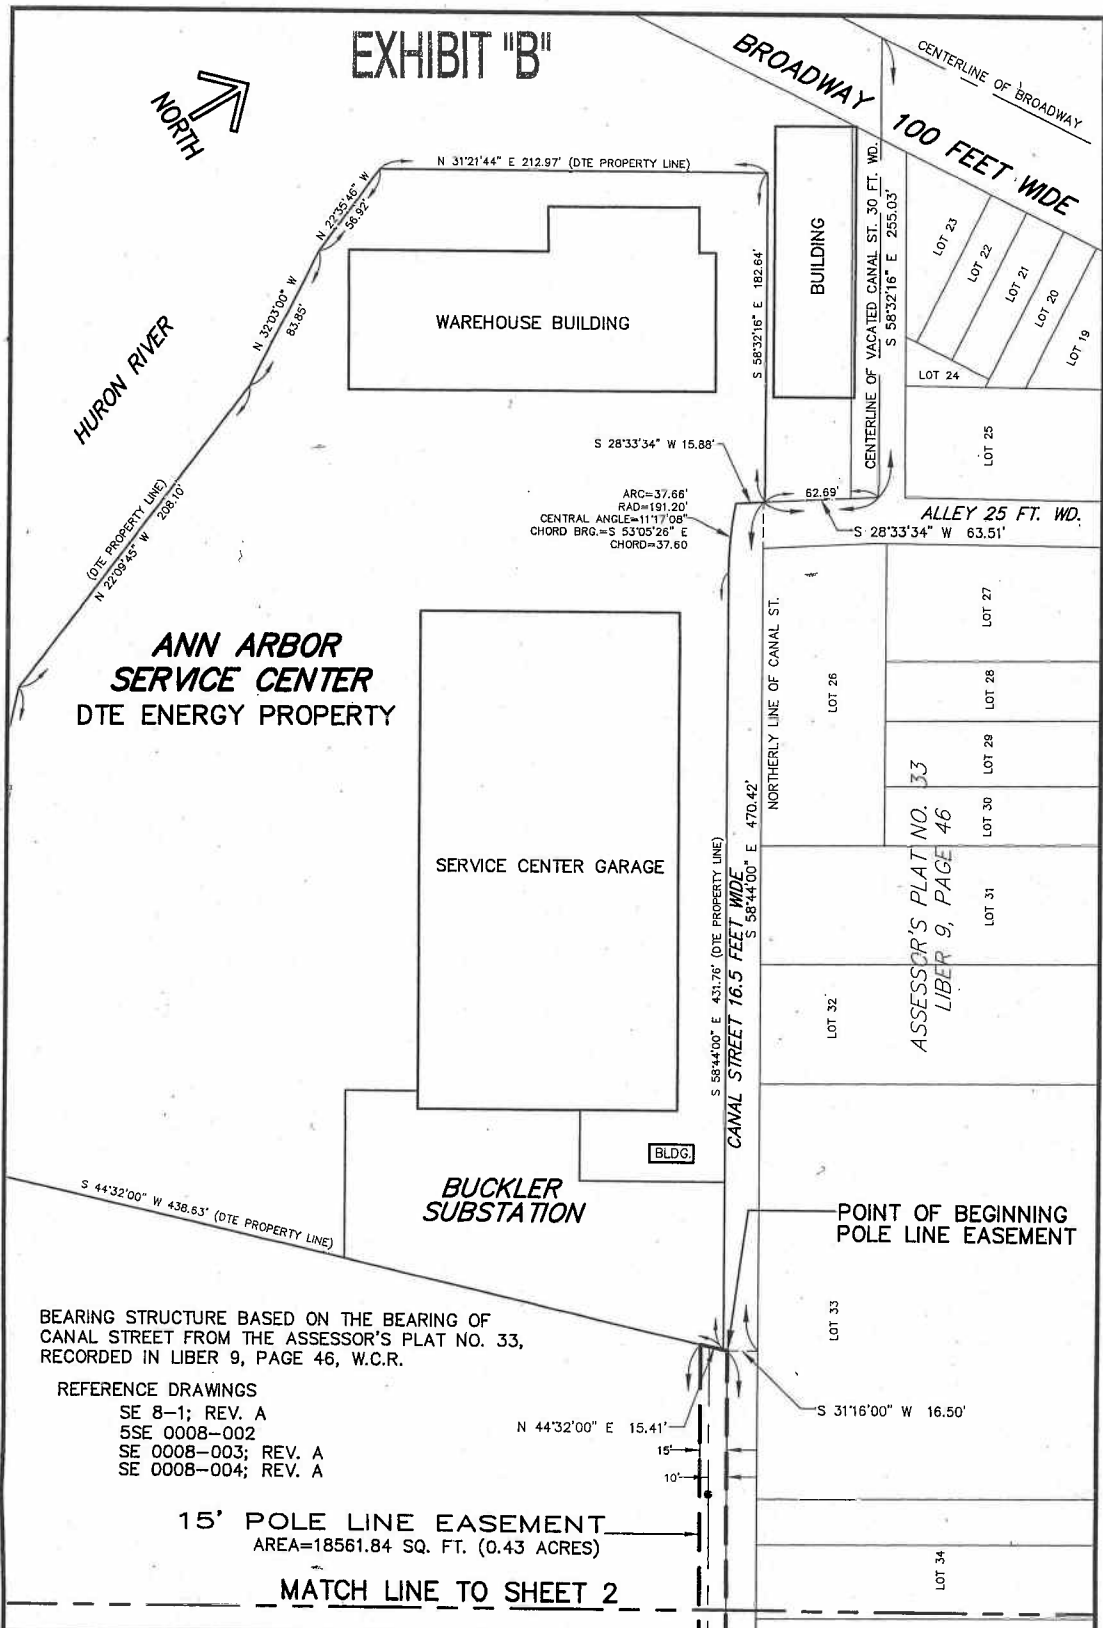 EXHIBIT "B"
NORTH
BROADWAY 100 FEET WIDE
CENTERLINE OF BROADWAY
N 31°21'44" E 212.97' (DTE PROPERTY LINE)
N 22°35'46" W
56.92'
N 32°03'00" W
83.85'
HURON RIVER
WAREHOUSE BUILDING
S 58°32'16" E 182.64'
BUILDING
CENTERLINE OF VACATED CANAL ST. 30 FT. WD.
S 58°32'16" E 255.03'
LOT 23
LOT 22
LOT 21
LOT 20
LOT 19
LOT 24
LOT 25
S 28°33'34" W 15.88'
ARC=37.66'
RAD=191.20'
CENTRAL ANGLE=11°17'08"
CHORD BRG.=S 53°05'26" E
CHORD=37.60
62.69'
ALLEY 25 FT. WD.
S 28°33'34" W 63.51'
(DTE PROPERTY LINE)
N 22°09'45" W 208.10'
ANN ARBOR
SERVICE CENTER
DTE ENERGY PROPERTY
NORTHERLY LINE OF CANAL ST.
LOT 26
LOT 27
LOT 28
LOT 29
LOT 30
LOT 31
LOT 32
ASSESSOR'S PLAT NO. 33
LIBER 9, PAGE 46
SERVICE CENTER GARAGE
S 58°44'00" E 431.76' (DTE PROPERTY LINE)
CANAL STREET 16.5 FEET WIDE
S 58°44'00" E 470.42'
BLDG.
BUCKLER
SUBSTATION
S 44°32'00" W 438.63' (DTE PROPERTY LINE)
POINT OF BEGINNING
POLE LINE EASEMENT
LOT 33
BEARING STRUCTURE BASED ON THE BEARING OF
CANAL STREET FROM THE ASSESSOR'S PLAT NO. 33,
RECORDED IN LIBER 9, PAGE 46, W.C.R.
REFERENCE DRAWINGS
SE 8-1; REV. A
5SE 0008-002
SE 0008-003; REV. A
SE 0008-004; REV. A
N 44°32'00" E 15.41'
S 31°16'00" W 16.50'
15'
10'
15' POLE LINE EASEMENT
AREA=18561.84 SQ. FT. (0.43 ACRES)
LOT 34
MATCH LINE TO SHEET 2